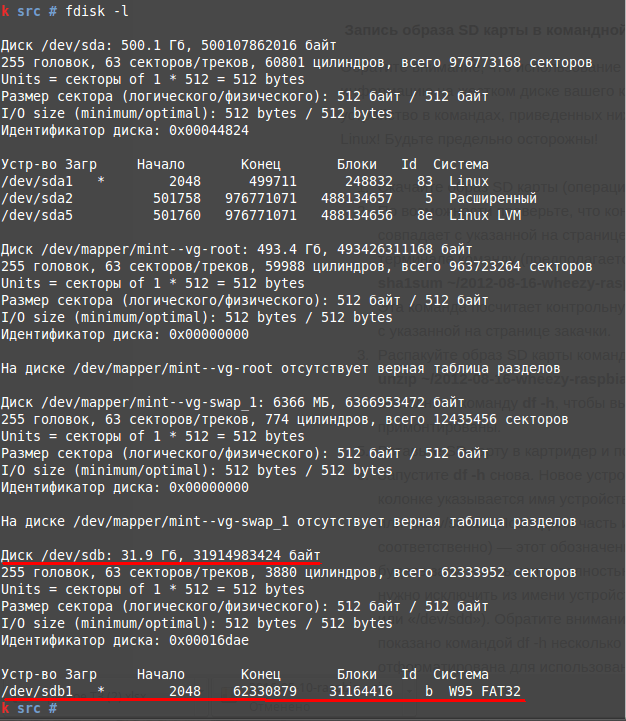 k src # fdisk -l
Диск /dev/sda: 500.1 Гб, 500107862016 байт
255 головок, 63 секторов/треков, 60801 цилиндров, всего 976773168 секторов
Units = секторы of 1 * 512 = 512 bytes
Размер сектора (логического/физического): 512 байт / 512 байт
I/O size (minimum/optimal): 512 bytes / 512 bytes
Идентификатор диска: 0x00044824
Устр-во Загр Начало Конец Блоки Id Система
/dev/sda1 * 2048 499711 248832 83 Linux
/dev/sda2 501758 976771071 488134657 5 Расширенный
/dev/sda5 501760 976771071 488134656 8e Linux LVM
Диск /dev/mapper/mint--vg-root: 493.4 Гб, 493426311168 байт
255 головок, 63 секторов/треков, 59988 цилиндров, всего 963723264 секторов
Units = секторы of 1 * 512 = 512 bytes
Размер сектора (логического/физического): 512 байт / 512 байт
I/O size (minimum/optimal): 512 bytes / 512 bytes
Идентификатор диска: 0x00000000
На диске /dev/mapper/mint--vg-root отсутствует верная таблица разделов
Диск /dev/mapper/mint--vg-swap_1: 6366 МБ, 6366953472 байт
255 головок, 63 секторов/треков, 774 цилиндров, всего 12435456 секторов
Units = секторы of 1 * 512 = 512 bytes
Размер сектора (логического/физического): 512 байт / 512 байт
I/O size (minimum/optimal): 512 bytes / 512 bytes
Идентификатор диска: 0x00000000
На диске /dev/mapper/mint--vg-swap_1 отсутствует верная таблица разделов
Диск /dev/sdb: 31.9 Гб, 31914983424 байт
255 головок, 63 секторов/треков, 3880 цилиндров, всего 62333952 секторов
Units = секторы of 1 * 512 = 512 bytes
Размер сектора (логического/физического): 512 байт / 512 байт
I/O size (minimum/optimal): 512 bytes / 512 bytes
Идентификатор диска: 0x00016dae
Устр-во Загр Начало Конец Блоки Id Система
/dev/sdb1 * 2048 62330879 31164416 b W95 FAT32
k src #